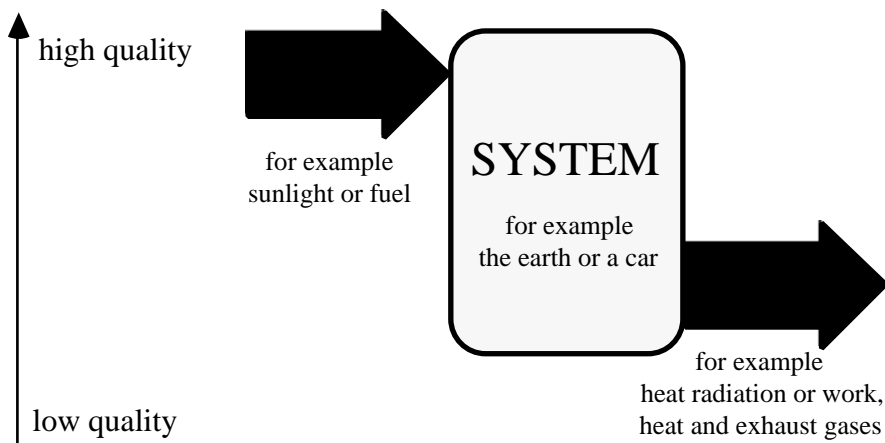 high quality
for example
sunlight or fuel
SYSTEM
for example
the earth or a car
for example
heat radiation or work,
heat and exhaust gases
low quality